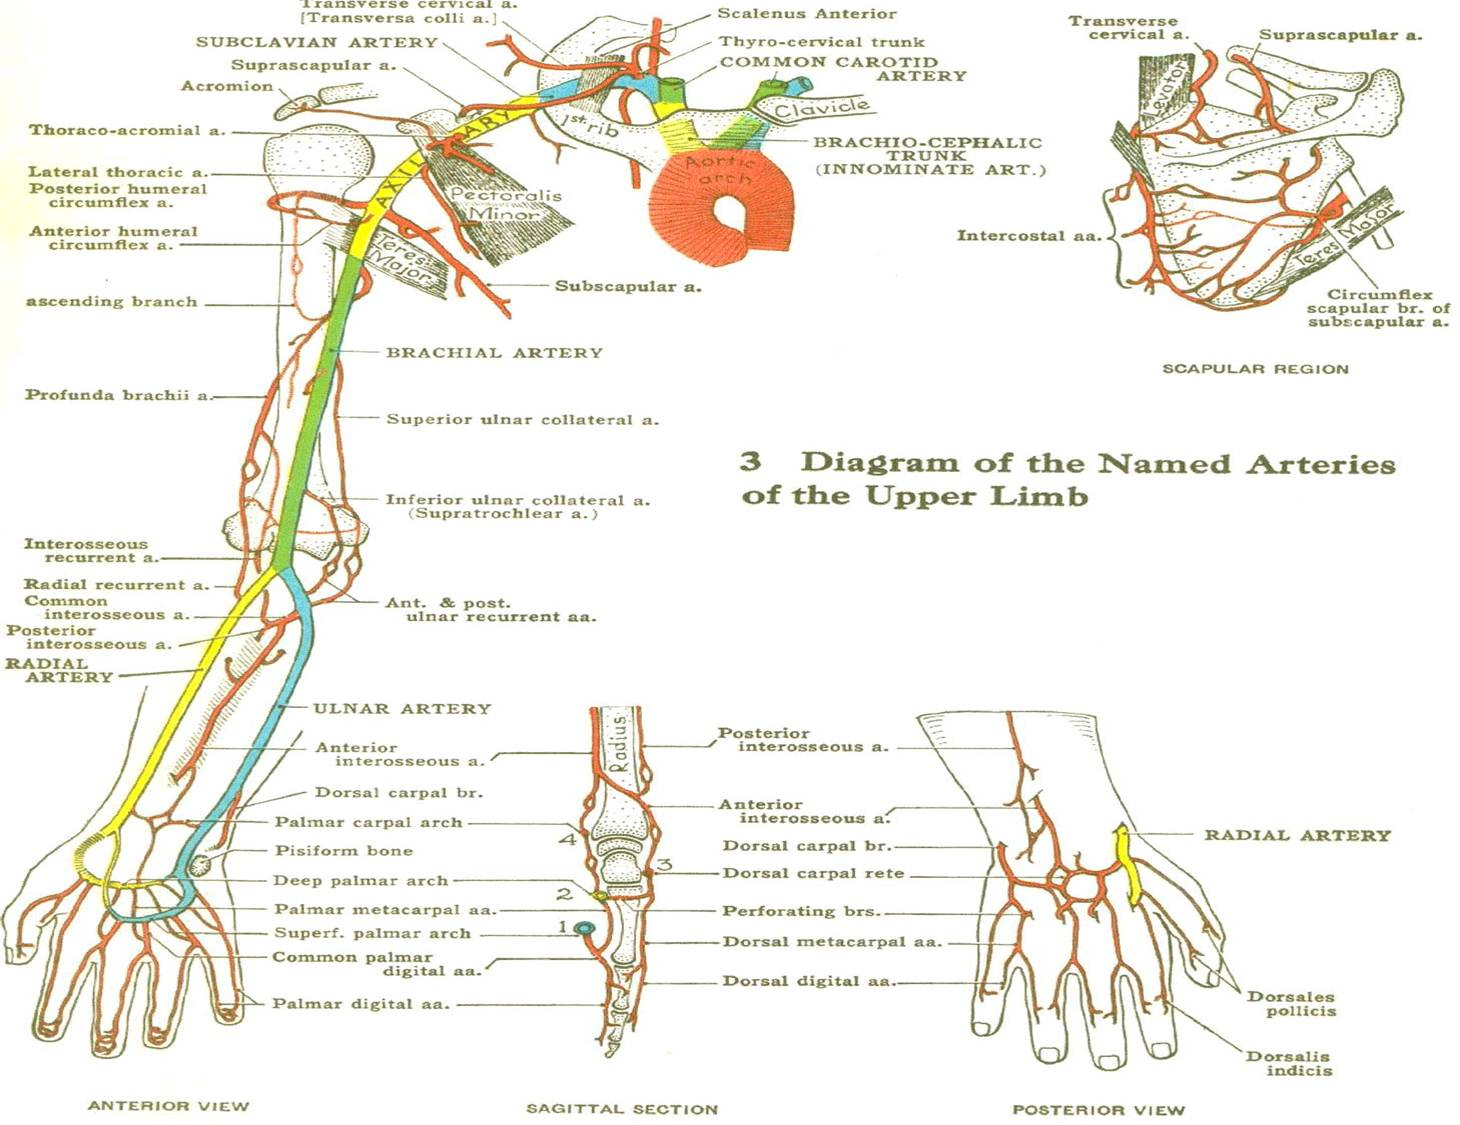 Transverse cervical a.
[Transversa colli a.]
SUBCLAVIAN ARTERY
Suprascapular a.
Acromion
Thoraco-acromial a.
Lateral thoracic a.
Posterior humeral
circumflex a.
Anterior humeral
circumflex a.
ascending branch
Profunda brachii a.
Interosseous
recurrent a.
Radial recurrent a.
Common
interosseous a.
Posterior
interosseous a.
RADIAL
ARTERY
Scalenus Anterior
Thyro-cervical trunk
COMMON CAROTID
ARTERY
Clavicle
1st rib
BRACHIO-CEPHALIC
TRUNK
(INNOMINATE ART.)
Aortic
arch
AXIL
ARY
Pectoralis
Minor
Teres
Major
Subscapular a.
BRACHIAL ARTERY
Superior ulnar collateral a.
Inferior ulnar collateral a.
(Supratrochlear a.)
Ant. & post.
ulnar recurrent aa.
ULNAR ARTERY
Anterior
interosseous a.
Dorsal carpal br.
Palmar carpal arch
Pisiform bone
Deep palmar arch
Palmar metacarpal aa.
Superf. palmar arch
Common palmar
digital aa.
Palmar digital aa.
ANTERIOR VIEW
Transverse
cervical a.
Suprascapular a.
Levator
Intercostal aa.
Teres Major
Circumflex
scapular br. of
subscapular a.
SCAPULAR REGION
3 Diagram of the Named Arteries
of the Upper Limb
Radius
4
3
2
1
SAGITTAL SECTION
Posterior
interosseous a.
Anterior
interosseous a.
Dorsal carpal br.
Dorsal carpal rete
Perforating brs.
Dorsal metacarpal aa.
Dorsal digital aa.
RADIAL ARTERY
Dorsales
pollicis
Dorsalis
indicis
POSTERIOR VIEW